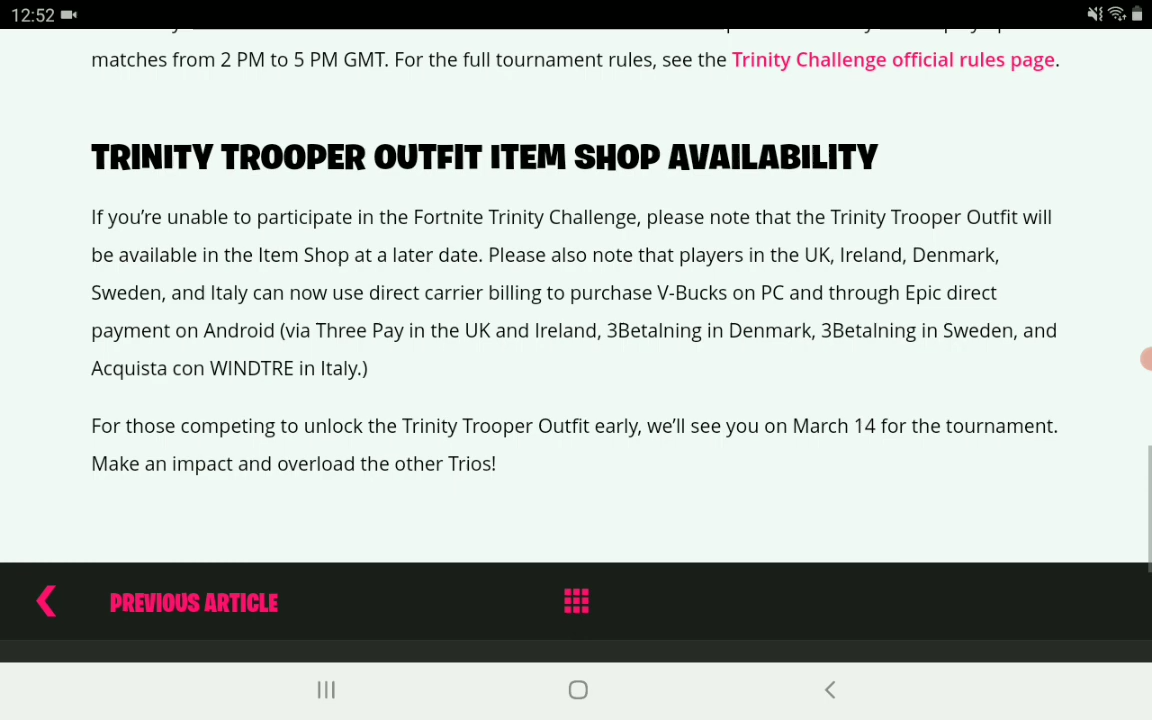 12:52
matches from 2 PM to 5 PM GMT. For the full tournament rules, see the Trinity Challenge official rules page.
TRINITY TROOPER OUTFIT ITEM SHOP AVAILABILITY
If you’re unable to participate in the Fortnite Trinity Challenge, please note that the Trinity Trooper Outfit will
be available in the Item Shop at a later date. Please also note that players in the UK, Ireland, Denmark,
Sweden, and Italy can now use direct carrier billing to purchase V-Bucks on PC and through Epic direct
payment on Android (via Three Pay in the UK and Ireland, 3Betalning in Denmark, 3Betalning in Sweden, and
Acquista con WINDTRE in Italy.)
For those competing to unlock the Trinity Trooper Outfit early, we’ll see you on March 14 for the tournament.
Make an impact and overload the other Trios!
PREVIOUS ARTICLE